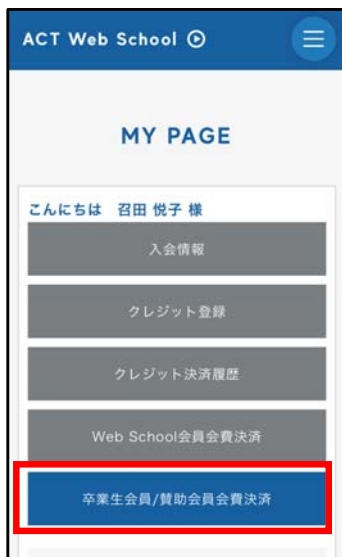 ACT Web School
MY PAGE
こんにちは 召田 悦子 様
入会情報
クレジット登録
クレジット決済履歴
Web School会員会費決済
卒業生会員/賛助会員会費決済